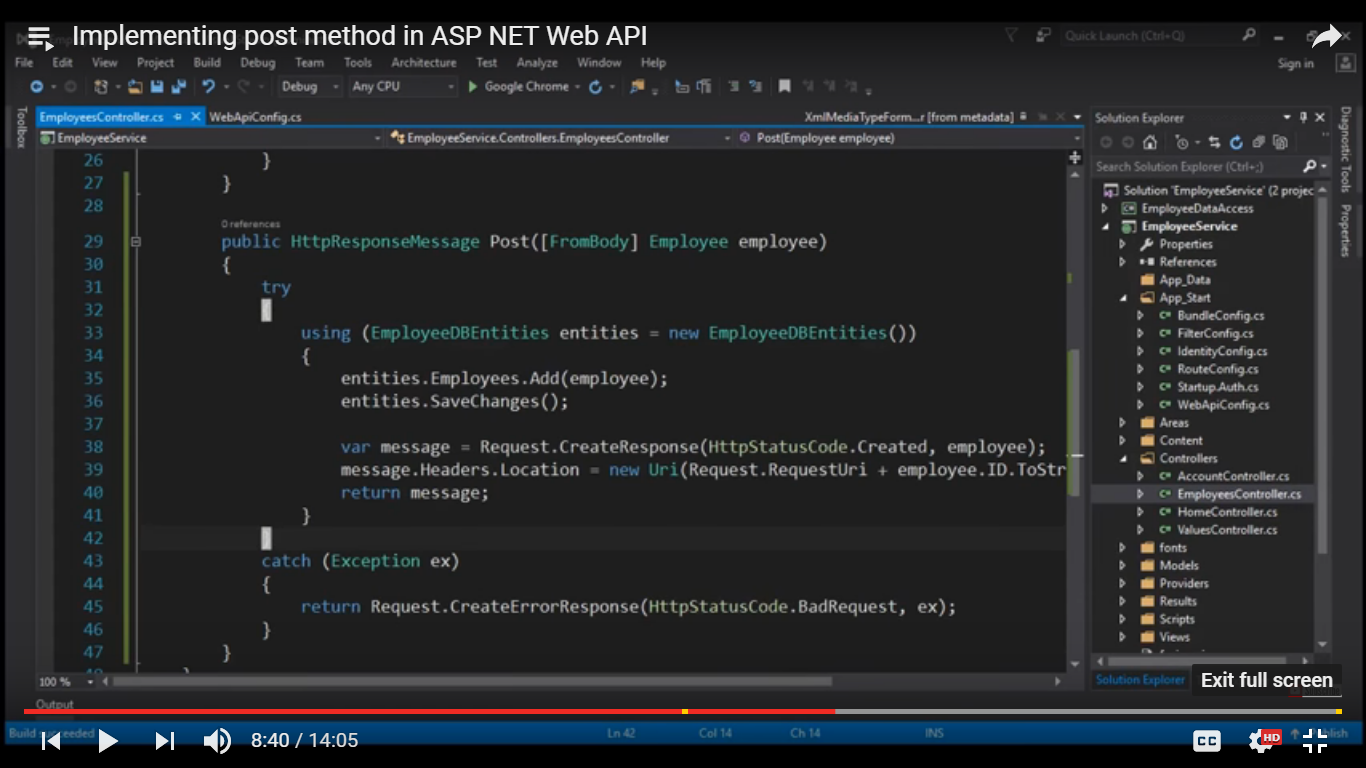 Implementing post method in ASP NET Web API
Quick Launch (Ctrl+Q)
File Edit View Project Build Debug Team Tools Architecture Test Analyze Window Help
Sign in
Debug Any CPU Google Chrome
Toolbox
EmployeesController.cs WebApiConfig.cs XmlMediaTypeForm...r [from metadata]
EmployeeService EmployeeService.Controllers.EmployeesController Post(Employee employee)
26 }
27 }
28
0 references
29 public HttpResponseMessage Post([FromBody] Employee employee)
30 {
31 try
32
33 using (EmployeeDBEntities entities = new EmployeeDBEntities())
34 {
35 entities.Employees.Add(employee);
36 entities.SaveChanges();
37
38 var message = Request.CreateResponse(HttpStatusCode.Created, employee);
39 message.Headers.Location = new Uri(Request.RequestUri + employee.ID.ToStr
40 return message;
41 }
42
43 catch (Exception ex)
44 {
45 return Request.CreateErrorResponse(HttpStatusCode.BadRequest, ex);
46 }
47 }
100 %
Output
Solution Explorer
Search Solution Explorer (Ctrl+;)
Solution 'EmployeeService' (2 projec
EmployeeDataAccess
EmployeeService
Properties
References
App_Data
App_Start
BundleConfig.cs
FilterConfig.cs
IdentityConfig.cs
RouteConfig.cs
Startup.Auth.cs
WebApiConfig.cs
Areas
Content
Controllers
AccountController.cs
EmployeesController.cs
HomeController.cs
ValuesController.cs
fonts
Models
Providers
Results
Scripts
Views
Solution Explorer
Diagnostic Tools
Properties
Exit full screen
Build succeeded Ln 42 Col 14 Ch 14 INS Publish
8:40 / 14:05
CC HD